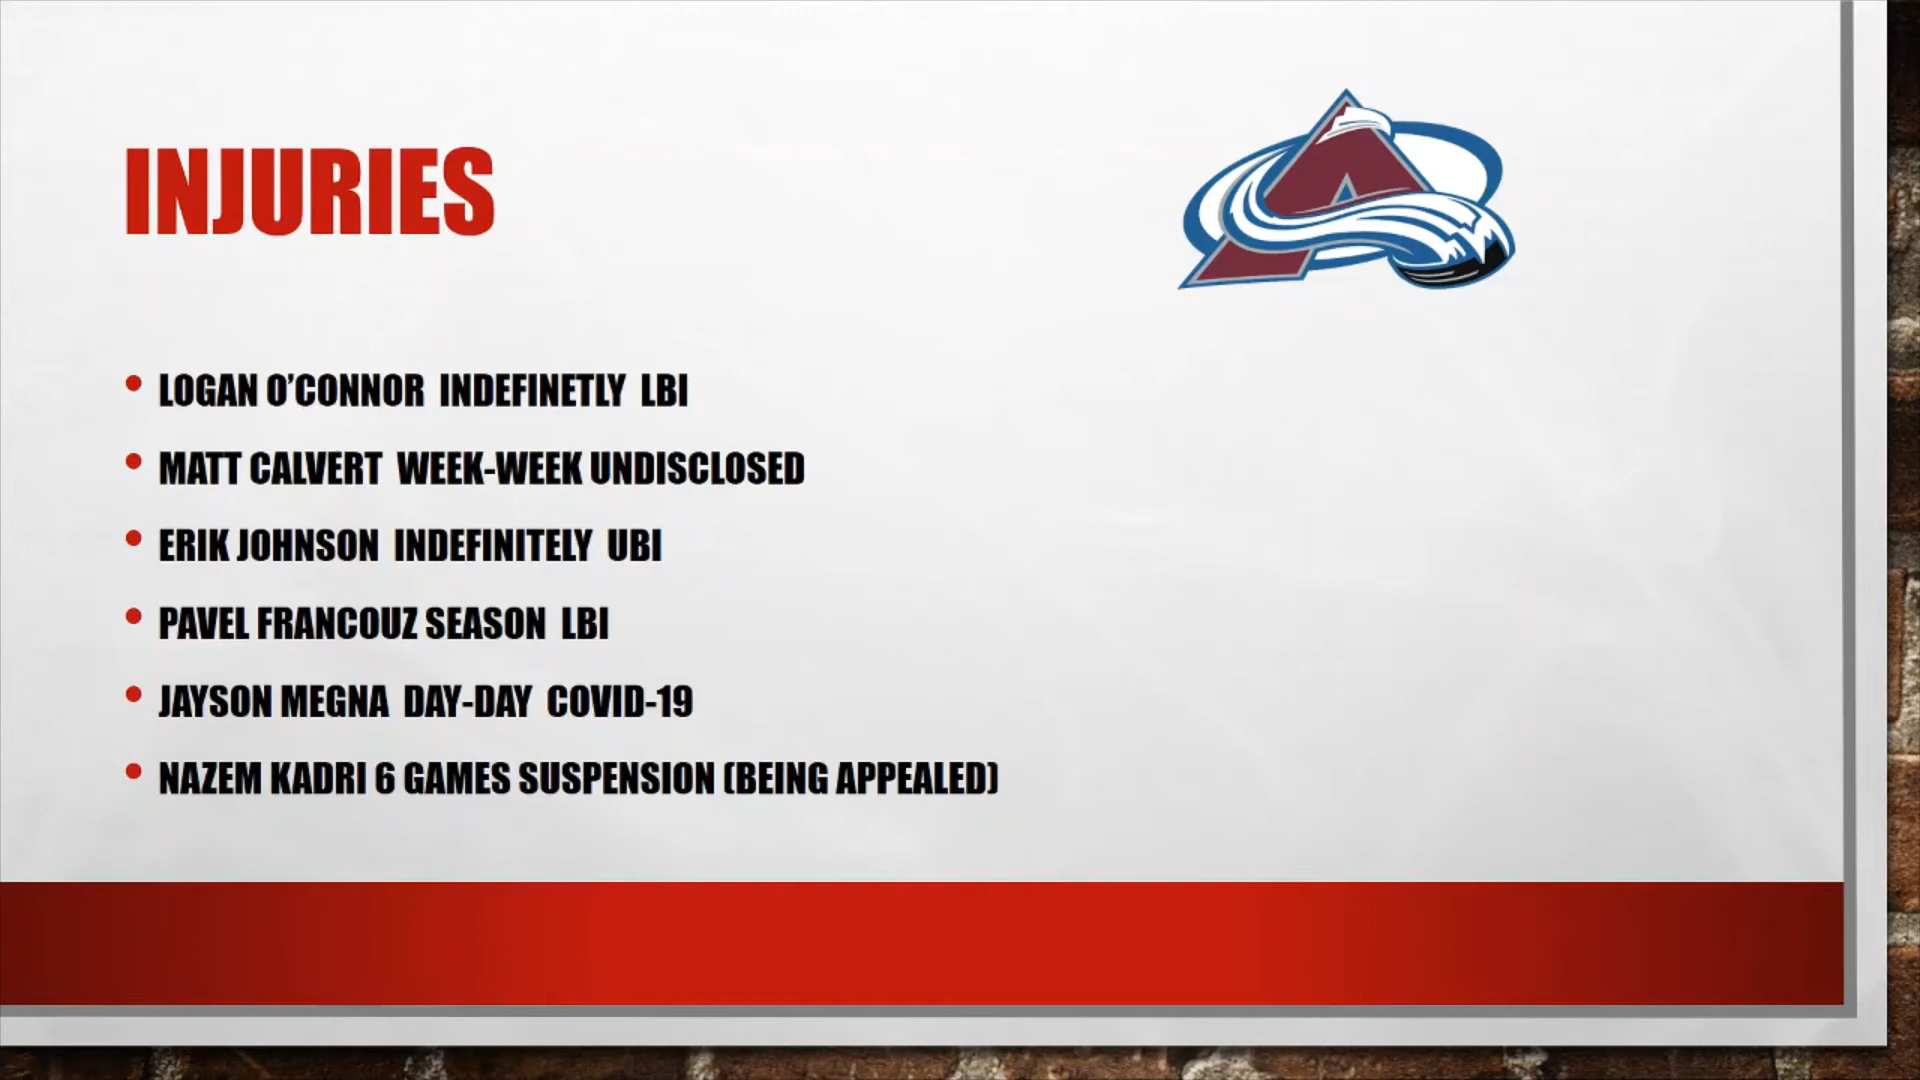 INJURIES
• LOGAN O’CONNOR INDEFINETLY LBI
• MATT CALVERT WEEK-WEEK UNDISCLOSED
• ERIK JOHNSON INDEFINITELY UBI
• PAVEL FRANCOUZ SEASON LBI
• JAYSON MEGNA DAY-DAY COVID-19
• NAZEM KADRI 6 GAMES SUSPENSION (BEING APPEALED)